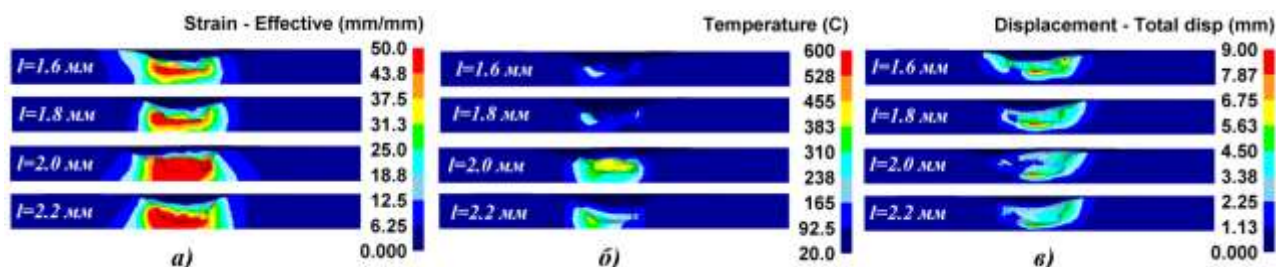 Strain - Effective (mm/mm)
50.0
43.8
37.5
31.3
25.0
18.8
12.5
6.25
0.000
l=1.6 мм
l=1.8 мм
l=2.0 мм
l=2.2 мм
а)
Temperature (C)
600
528
455
383
310
238
165
92.5
20.0
l=1.6 мм
l=1.8 мм
l=2.0 мм
l=2.2 мм
б)
Displacement - Total disp (mm)
9.00
7.87
6.75
5.63
4.50
3.38
2.25
1.13
0.000
l=1.6 мм
l=1.8 мм
l=2.0 мм
l=2.2 мм
в)